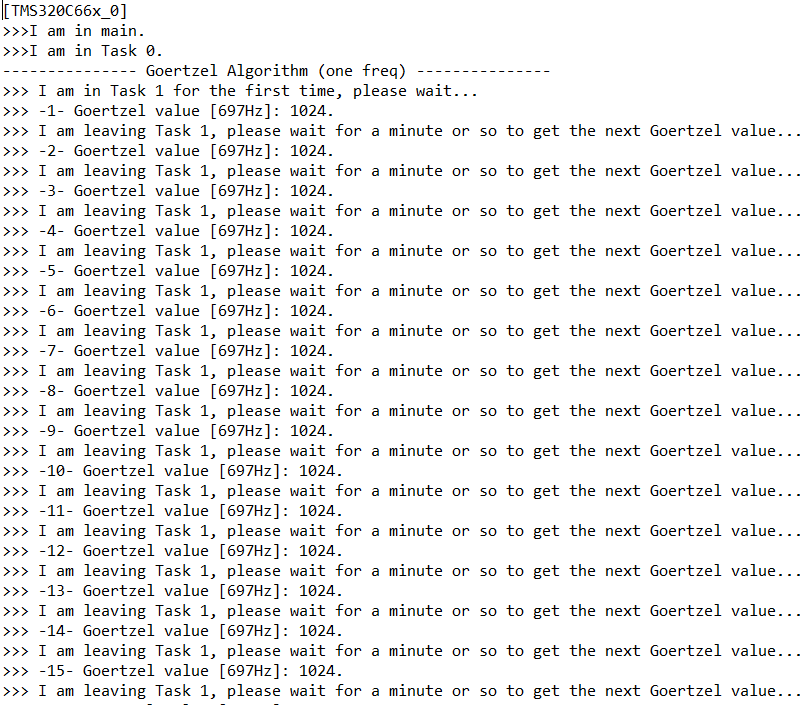 [TMS320C66x_0]
>>>I am in main.
>>>I am in Task 0.
--------------- Goertzel Algorithm (one freq) ---------------
>>> I am in Task 1 for the first time, please wait...
>>> -1- Goertzel value [697Hz]: 1024.
>>> I am leaving Task 1, please wait for a minute or so to get the next Goertzel value...
>>> -2- Goertzel value [697Hz]: 1024.
>>> I am leaving Task 1, please wait for a minute or so to get the next Goertzel value...
>>> -3- Goertzel value [697Hz]: 1024.
>>> I am leaving Task 1, please wait for a minute or so to get the next Goertzel value...
>>> -4- Goertzel value [697Hz]: 1024.
>>> I am leaving Task 1, please wait for a minute or so to get the next Goertzel value...
>>> -5- Goertzel value [697Hz]: 1024.
>>> I am leaving Task 1, please wait for a minute or so to get the next Goertzel value...
>>> -6- Goertzel value [697Hz]: 1024.
>>> I am leaving Task 1, please wait for a minute or so to get the next Goertzel value...
>>> -7- Goertzel value [697Hz]: 1024.
>>> I am leaving Task 1, please wait for a minute or so to get the next Goertzel value...
>>> -8- Goertzel value [697Hz]: 1024.
>>> I am leaving Task 1, please wait for a minute or so to get the next Goertzel value...
>>> -9- Goertzel value [697Hz]: 1024.
>>> I am leaving Task 1, please wait for a minute or so to get the next Goertzel value...
>>> -10- Goertzel value [697Hz]: 1024.
>>> I am leaving Task 1, please wait for a minute or so to get the next Goertzel value...
>>> -11- Goertzel value [697Hz]: 1024.
>>> I am leaving Task 1, please wait for a minute or so to get the next Goertzel value...
>>> -12- Goertzel value [697Hz]: 1024.
>>> I am leaving Task 1, please wait for a minute or so to get the next Goertzel value...
>>> -13- Goertzel value [697Hz]: 1024.
>>> I am leaving Task 1, please wait for a minute or so to get the next Goertzel value...
>>> -14- Goertzel value [697Hz]: 1024.
>>> I am leaving Task 1, please wait for a minute or so to get the next Goertzel value...
>>> -15- Goertzel value [697Hz]: 1024.
>>> I am leaving Task 1, please wait for a minute or so to get the next Goertzel value...